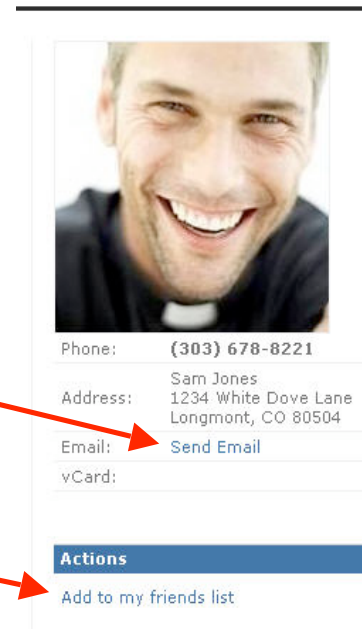 Phone: (303) 678-8221
Address: Sam Jones
1234 White Dove Lane
Longmont, CO 80504
Email: Send Email
vCard:
Actions
Add to my friends list